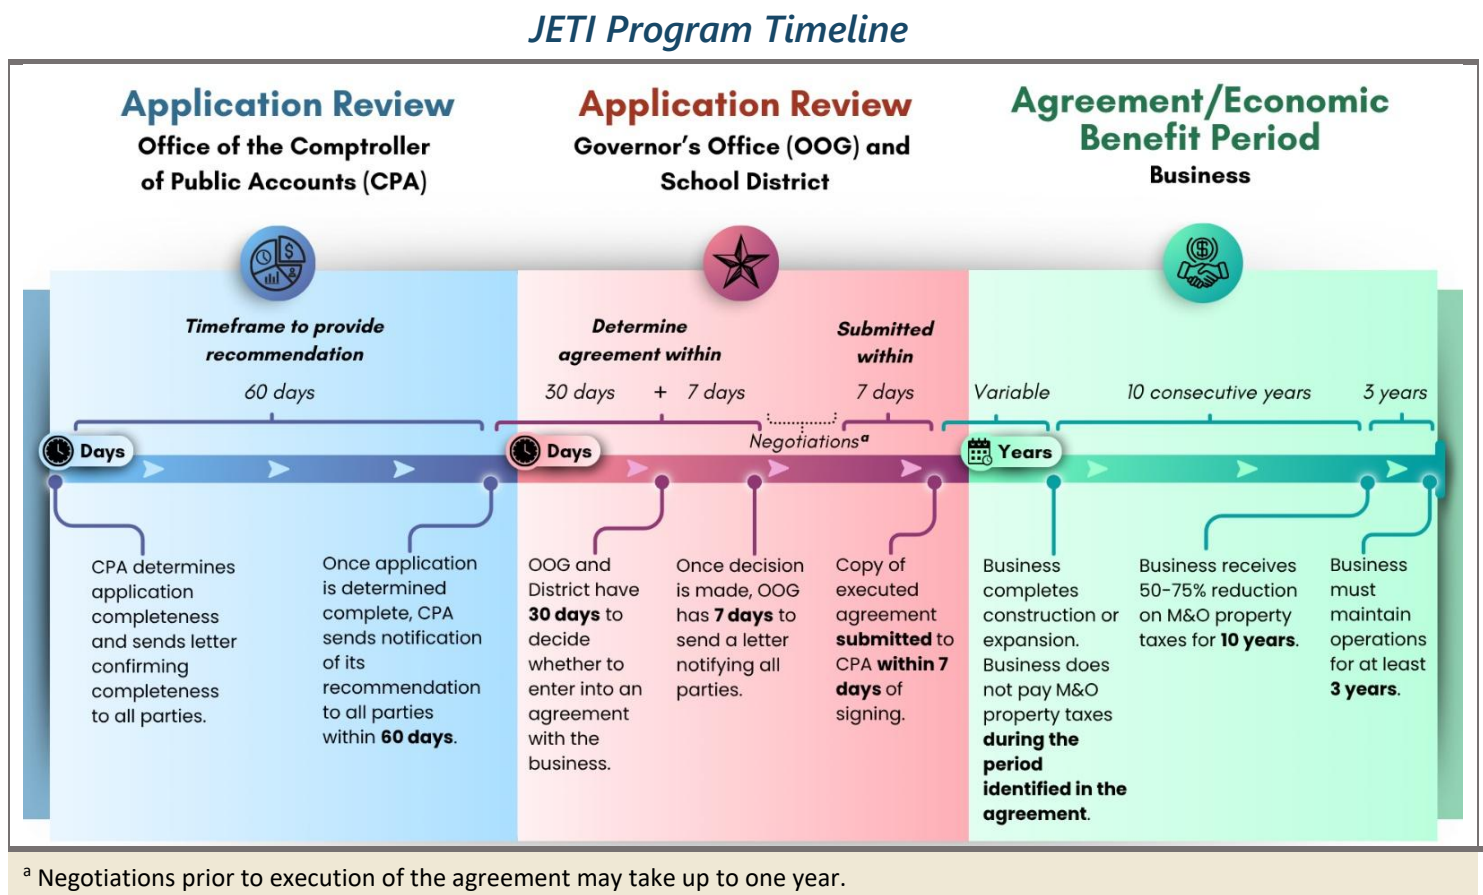 JETI Program Timeline
Application Review
Office of the Comptroller
of Public Accounts (CPA)
Application Review
Governor's Office (OOG) and
School District
Agreement/Economic
Benefit Period
Business
Timeframe to provide
recommendation
60 days
Determine
agreement within
30 days + 7 days
Negotiationsᵃ
Submitted
within
7 days
Variable
10 consecutive years
3 years
Days
Days
Years
CPA determines
application
completeness
and sends letter
confirming
completeness
to all parties.
Once application
is determined
complete, CPA
sends notification
of its
recommendation
to all parties
within 60 days.
OOG and
District have
30 days to
decide
whether to
enter into an
agreement
with the
business.
Once decision
is made, OOG
has 7 days to
send a letter
notifying all
parties.
Copy of
executed
agreement
submitted to
CPA within 7
days of
signing.
Business
completes
construction or
expansion.
Business does
not pay M&O
property taxes
during the
period
identified in the
agreement.
Business receives
50-75% reduction
on M&O property
taxes for 10 years.
Business
must
maintain
operations
for at least
3 years.
ᵃ Negotiations prior to execution of the agreement may take up to one year.